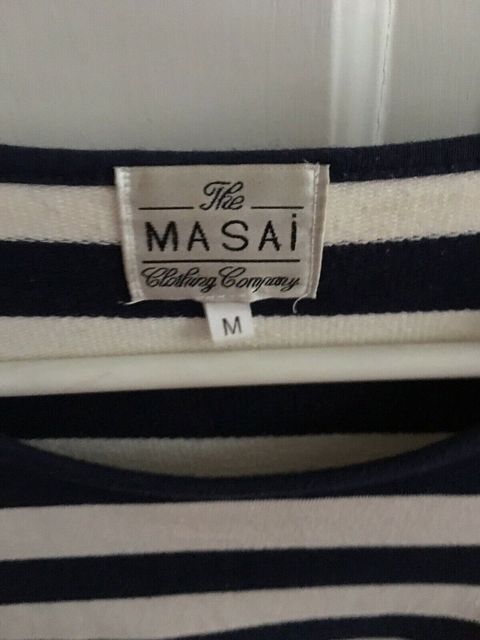 The
MASAi
Clothing Company
M